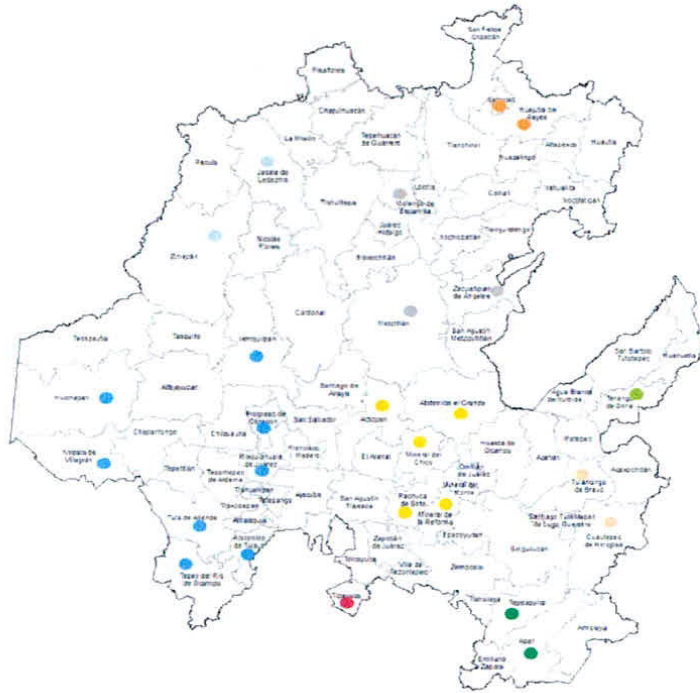 San Felipe
Orizatlán
Pisaflores
Chapulhuacán
La Misión
Tepehuacán
de Guerrero
Huejutla de
Reyes
Tlanchinol
Atlapexco
Huautla
Huazalingo
Pacula
Jacala de
Ledezma
Tlahuiltepa
Lolotla
Molango de
Escamilla
Calnali
Yahualica
Xochiatipan
Juárez
Hidalgo
Xochicoatlán
Tianguistengo
Zimapán
Nicolás
Flores
Eloxochitlán
Zacualtipán
de Ángeles
Cardonal
Metztitlán
San Agustín
Metzquititlán
Tecozautla
Tasquillo
Ixmiquilpan
San Bartolo
Tutotepec
Huehuetla
Huichapan
Alfajayucan
Santiago de
Anaya
Actopan
Atotonilco el Grande
Agua Blanca
de Iturbide
Tenango
de Doria
Chapantongo
Chilcuautla
Progreso de
Obregón
San Salvador
Francisco
Madero
El Arenal
Mineral del
Chico
Huasca de
Ocampo
Metepec
Acaxochitlán
Nopala de
Villagrán
Tepetitlán
Mixquiahuala
de Juárez
Tezontepec
de Aldama
Omitlán
de Juárez
Mineral del
Monte
Acatlán
Tulancingo
de Bravo
Tlahuelilpan
Tetepango
Ajacuba
San Agustín
Tlaxiaca
Pachuca
de Soto
Mineral de
la Reforma
Santiago Tulantepec
de Lugo Guerrero
Cuautepec
de Hinojosa
Tlaxcoapan
Tula de Allende
Atitalaquia
Atotonilco
de Tula
Epazoyucan
Singuilucan
Zapotlán
de Juárez
Tolcayuca
Villa de
Tezontepec
Zempoala
Tepeji del Río
de Ocampo
Tizayuca
Tlanalapa
Tepeapulco
Apan
Almoloya
Emiliano
Zapata